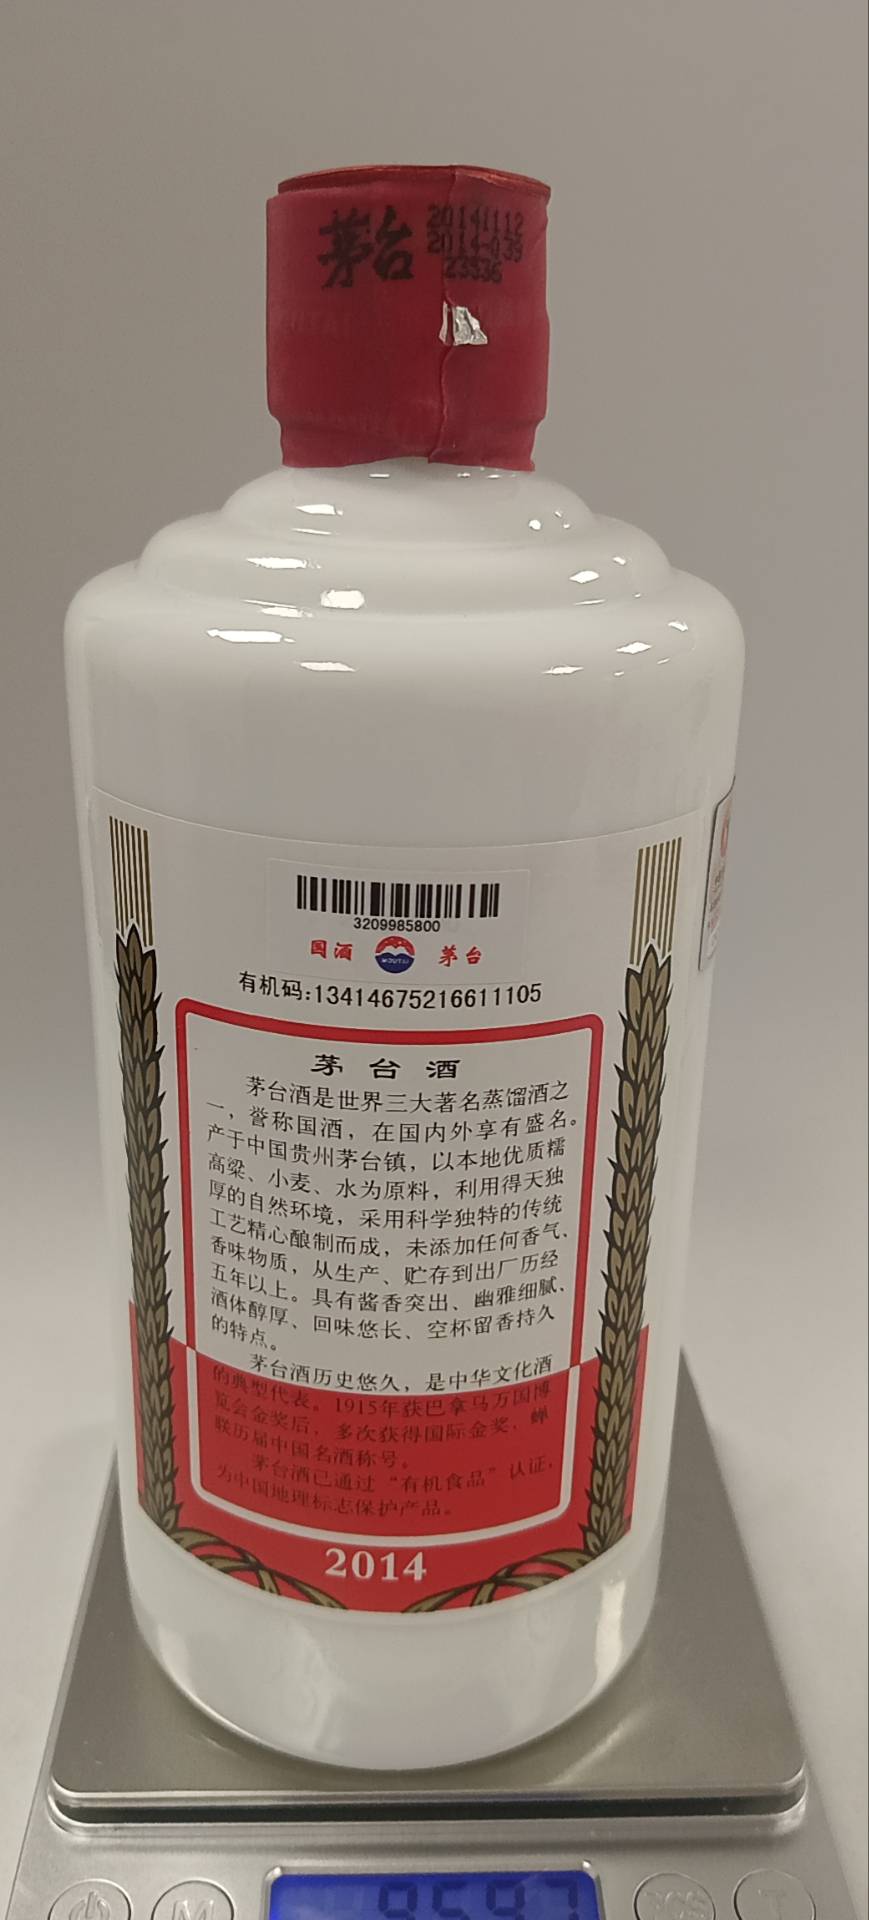 茅台
20141112
2014-039
23536
3209985800
国酒 MOUTAI 茅台
有机码:13414675216611105
茅台酒
茅台酒是世界三大著名蒸馏酒之
一，誉称国酒，在国内外享有盛名。
产于中国贵州茅台镇，以本地优质糯
高粱、小麦、水为原料，利用得天独
厚的自然环境，采用科学独特的传统
工艺精心酿制而成，未添加任何香气、
香味物质，从生产、贮存到出厂历经
五年以上。具有酱香突出、幽雅细腻、
酒体醇厚、回味悠长、空杯留香持久
的特点。
茅台酒历史悠久，是中华文化酒
的典型代表。1915年获巴拿马万国博
览会金奖后，多次获得国际金奖，蝉
联历届中国名酒称号。
茅台酒已通过“有机食品”认证，
为中国地理标志保护产品。
2014
M
PCS
T